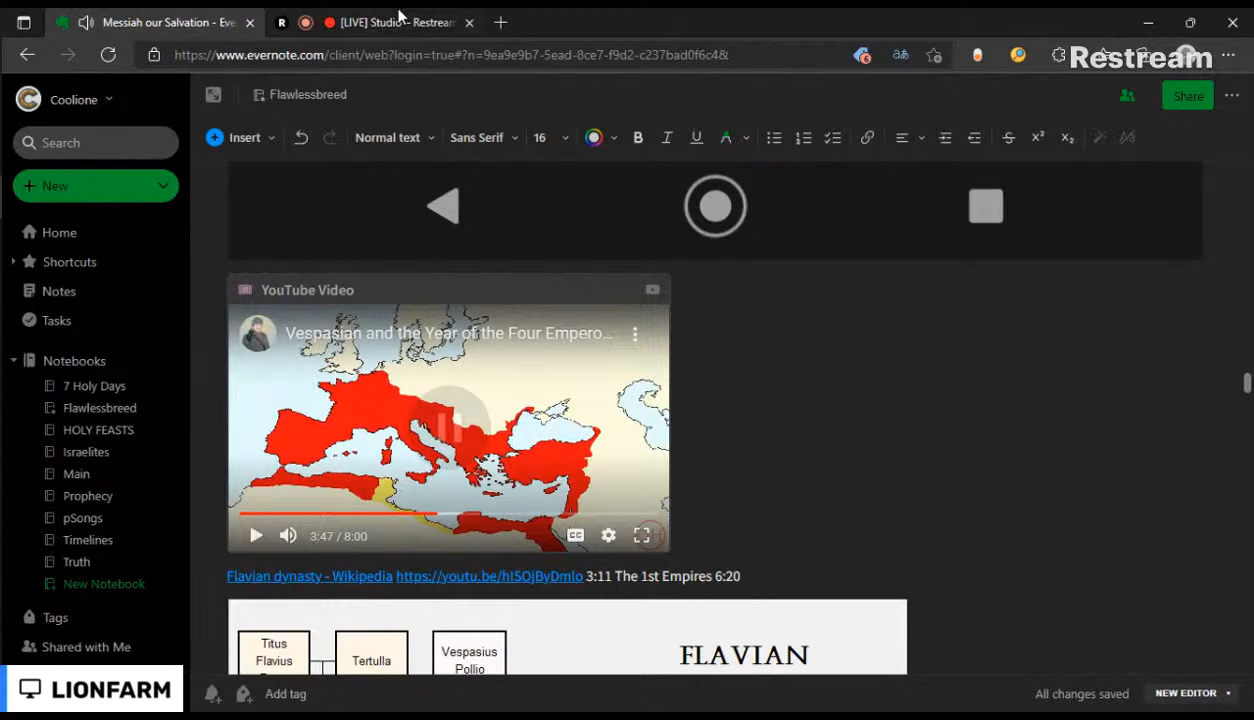 Messiah our Salvation - Eve
R [LIVE] Studio - Restream
https://www.evernote.com/client/web?login=true#?n=9ea9e9b7-5ead-8ce7-f9d2-c237bad0f6c4&
6
Restream
Coolione
Flawlessbreed
Share
Search
Insert
Normal text
Sans Serif
16
B I U A
New
Home
Shortcuts
Notes
Tasks
Notebooks
7 Holy Days
Flawlessbreed
HOLY FEASTS
Israelites
Main
Prophecy
pSongs
Timelines
Truth
New Notebook
Tags
Shared with Me
LIONFARM
YouTube Video
Vespasian and the Year of the Four Empero...
3:47 / 8:00
CC
Flavian dynasty - Wikipedia https://youtu.be/hISOjByDmlo 3:11 The 1st Empires 6:20
Titus
Flavius
Tertulla
Vespasius
Pollio
FLAVIAN
Add tag
All changes saved
NEW EDITOR